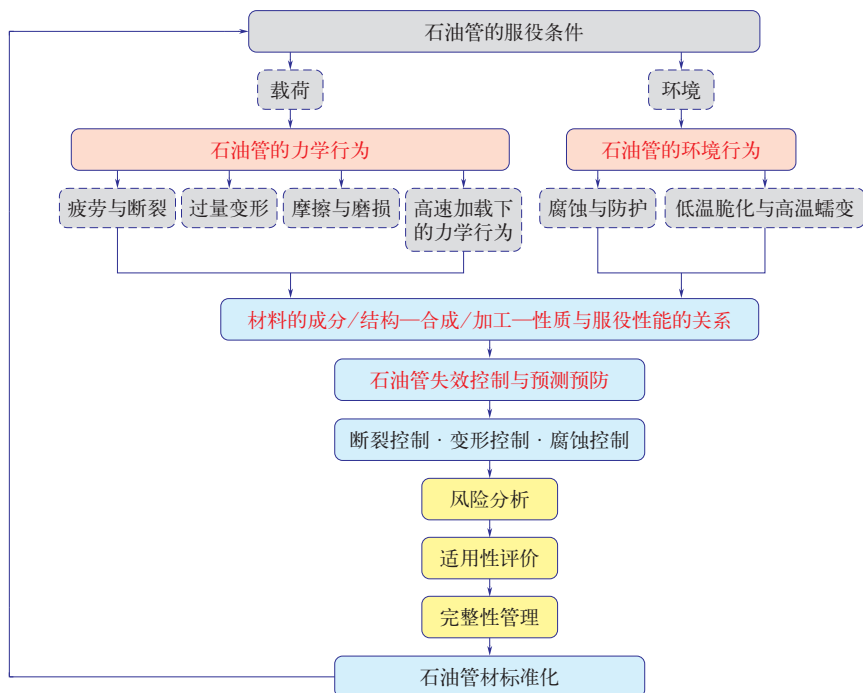 石油管的服役条件
载荷
环境
石油管的力学行为
石油管的环境行为
疲劳与断裂
过量变形
摩擦与磨损
高速加载下
的力学行为
腐蚀与防护
低温脆化与高温蠕变
材料的成分/结构—合成/加工—性质与服役性能的关系
石油管失效控制与预测预防
断裂控制·变形控制·腐蚀控制
风险分析
适用性评价
完整性管理
石油管材标准化